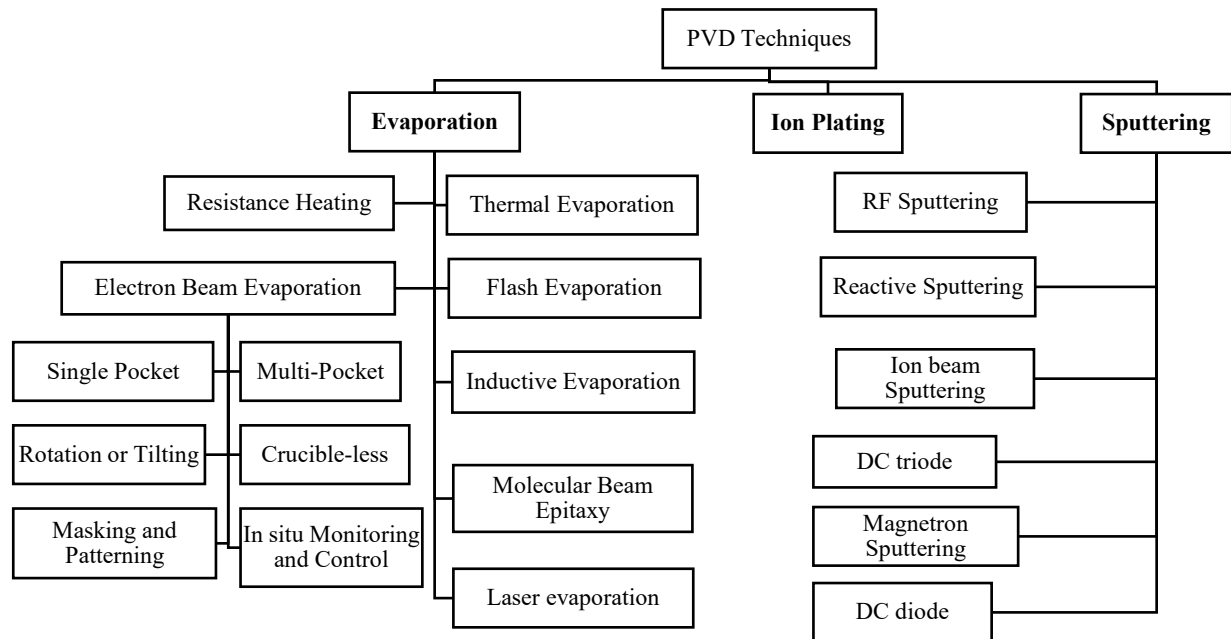 PVD Techniques
Evaporation
Ion Plating
Sputtering
Resistance Heating
Thermal Evaporation
RF Sputtering
Electron Beam Evaporation
Flash Evaporation
Reactive Sputtering
Single Pocket
Multi-Pocket
Inductive Evaporation
Ion beam
Sputtering
Rotation or Tilting
Crucible-less
Molecular Beam
Epitaxy
DC triode
Masking and
Patterning
In situ Monitoring
and Control
Magnetron
Sputtering
Laser evaporation
DC diode